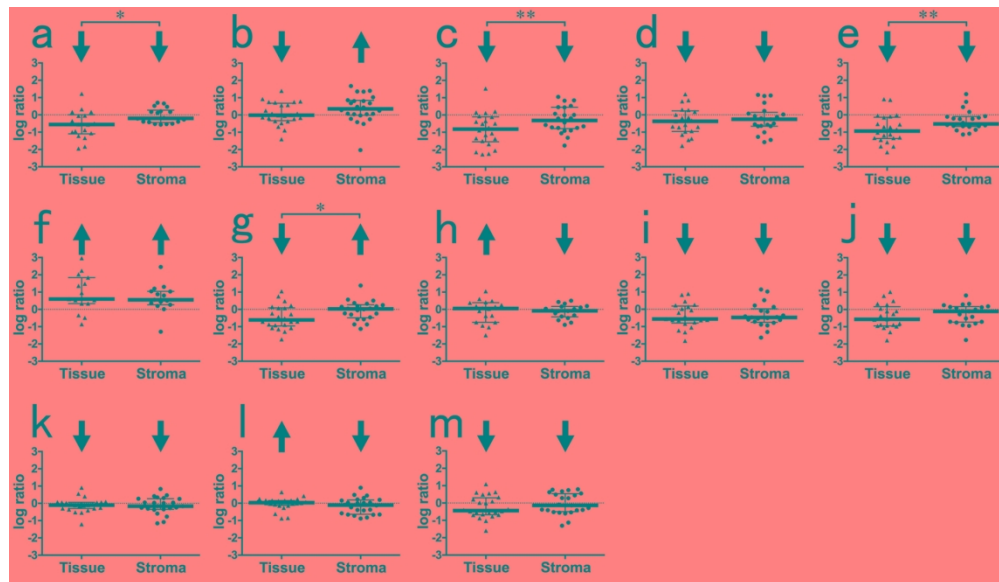 * ** **
a b c d e
3 3 3 3 3
2 2 2 2 2
1 1 1 1 1
0 0 0 0 0
-1 -1 -1 -1 -1
-2 -2 -2 -2 -2
-3 -3 -3 -3 -3
log ratio log ratio log ratio log ratio log ratio
Tissue Stroma Tissue Stroma Tissue Stroma Tissue Stroma Tissue Stroma
*
f g h i j
3 3 3 3 3
2 2 2 2 2
1 1 1 1 1
0 0 0 0 0
-1 -1 -1 -1 -1
-2 -2 -2 -2 -2
-3 -3 -3 -3 -3
log ratio log ratio log ratio log ratio log ratio
Tissue Stroma Tissue Stroma Tissue Stroma Tissue Stroma Tissue Stroma
k l m
3 3 3
2 2 2
1 1 1
0 0 0
-1 -1 -1
-2 -2 -2
-3 -3 -3
log ratio log ratio log ratio
Tissue Stroma Tissue Stroma Tissue Stroma